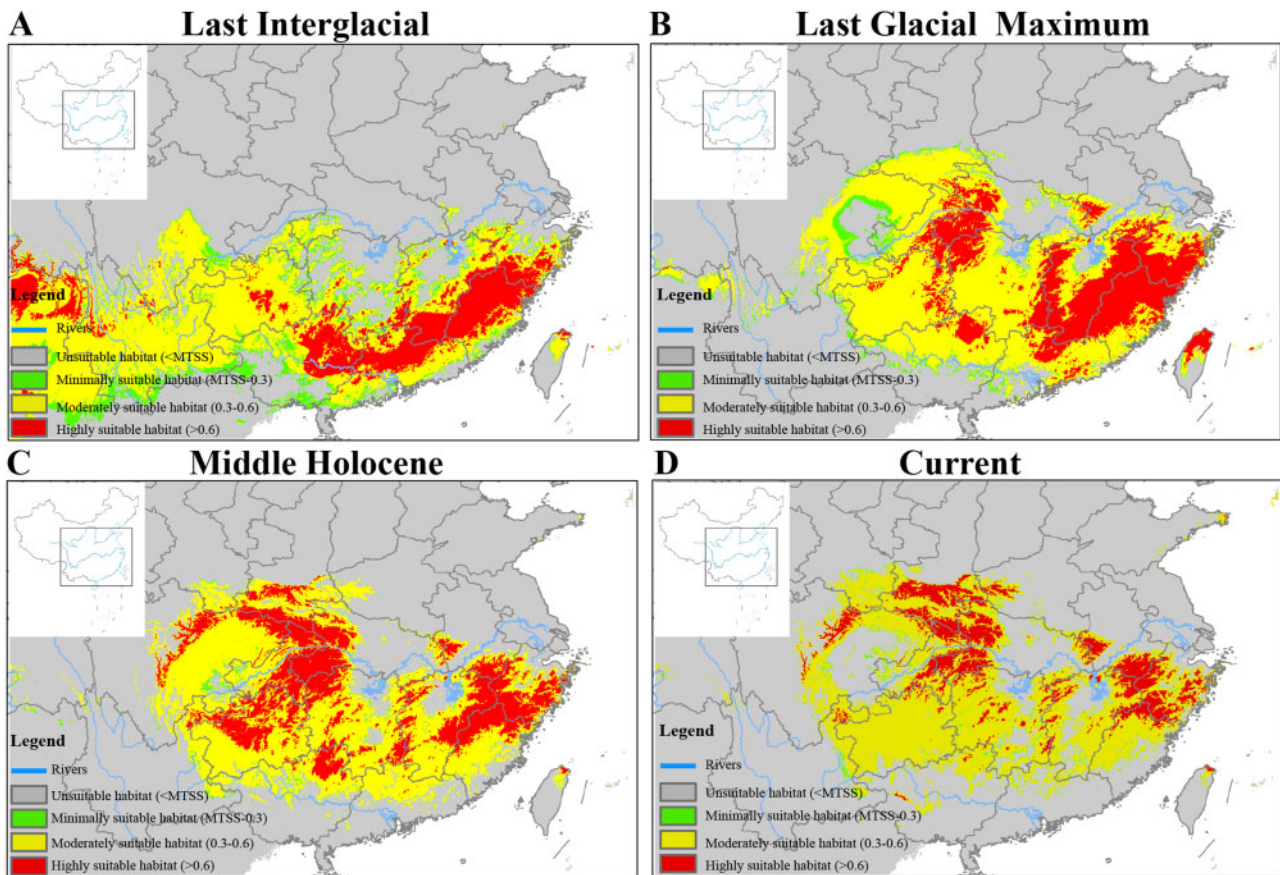 A Last Interglacial
Legend
Rivers
Unsuitable habitat (<MTSS)
Minimally suitable habitat (MTSS-0.3)
Moderately suitable habitat (0.3-0.6)
Highly suitable habitat (>0.6)
B Last Glacial Maximum
Legend
Rivers
Unsuitable habitat (<MTSS)
Minimally suitable habitat (MTSS-0.3)
Moderately suitable habitat (0.3-0.6)
Highly suitable habitat (>0.6)
C Middle Holocene
Legend
Rivers
Unsuitable habitat (<MTSS)
Minimally suitable habitat (MTSS-0.3)
Moderately suitable habitat (0.3-0.6)
Highly suitable habitat (>0.6)
D Current
Legend
Rivers
Unsuitable habitat (<MTSS)
Minimally suitable habitat (MTSS-0.3)
Moderately suitable habitat (0.3-0.6)
Highly suitable habitat (>0.6)